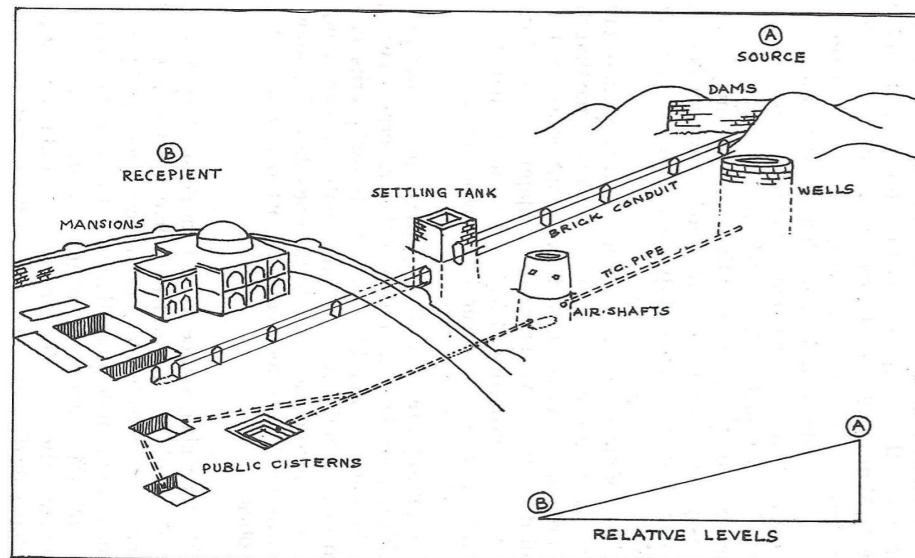 A
SOURCE
DAMS
B
RECEPIENT
MANSIONS
SETTLING TANK
WELLS
BRICK CONDUIT
T.C. PIPE
AIR·SHAFTS
PUBLIC CISTERNS
A
B
RELATIVE LEVELS